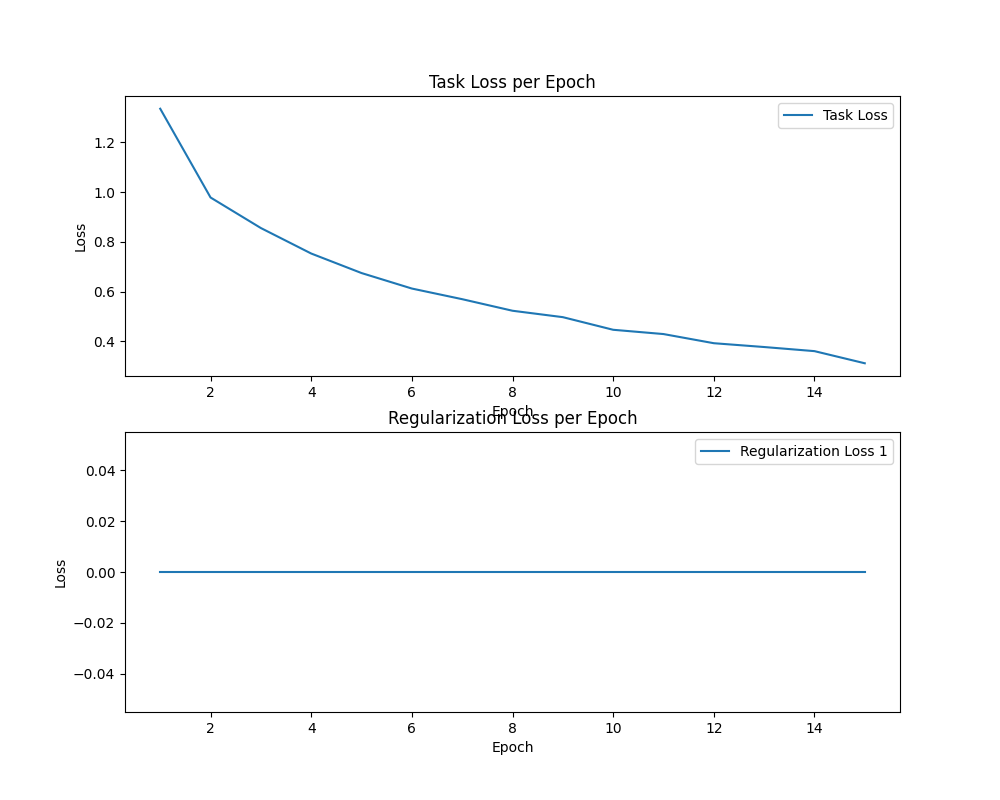 Task Loss per Epoch
Task Loss
1.2
1.0
0.8
0.6
0.4
Loss
2 4 6 8 10 12 14
Epoch
Regularization Loss per Epoch
Regularization Loss 1
0.04
0.02
0.00
−0.02
−0.04
Loss
2 4 6 8 10 12 14
Epoch